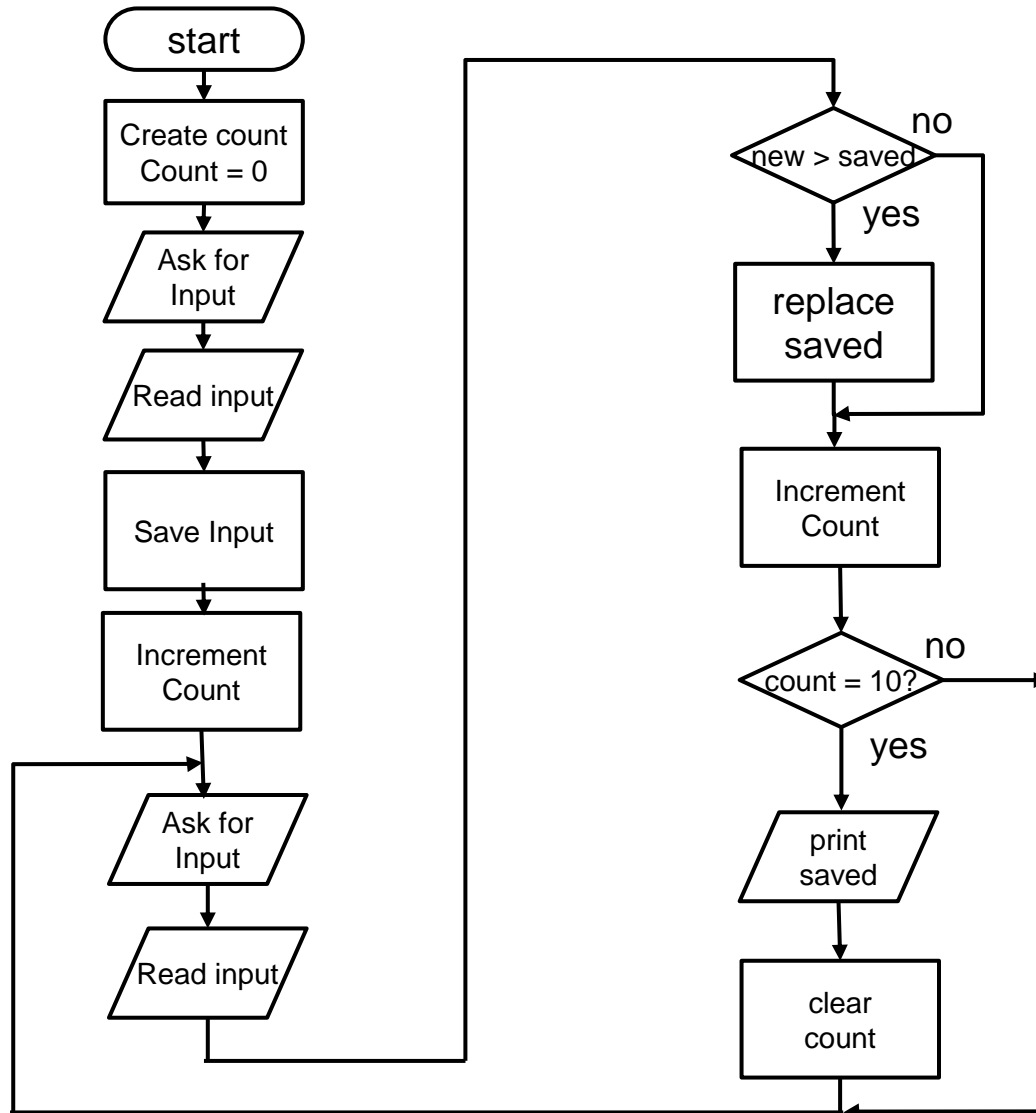 start
Create count
Count = 0
Ask for
Input
Read input
Save Input
Increment
Count
Ask for
Input
Read input
new > saved
no
yes
replace
saved
Increment
Count
count = 10?
no
yes
print
saved
clear
count